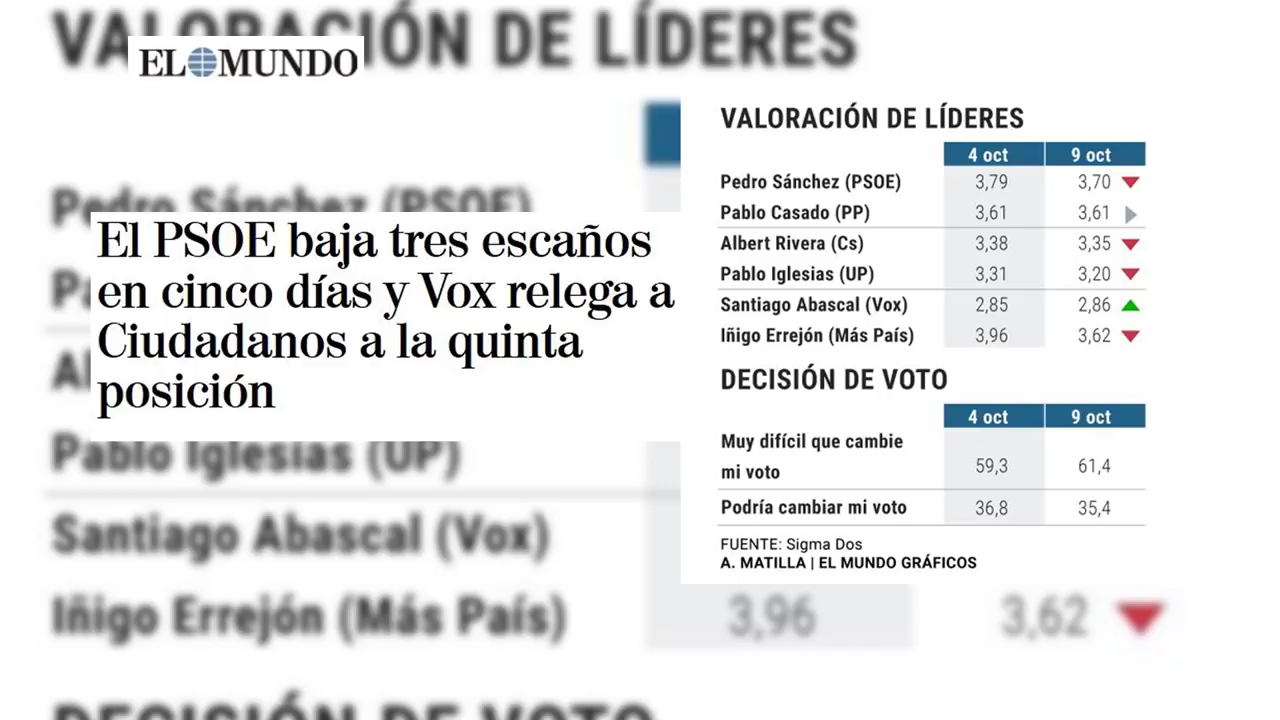 VALORACIÓN DE LÍDERES
EL MUNDO
Pedro Sánchez (PSOE)
El PSOE baja tres escaños
en cinco días y Vox relega a
Ciudadanos a la quinta
posición
Pablo Iglesias (UP)
Santiago Abascal (Vox)
Iñigo Errejón (Más País) 3,96 3,62
DECISIÓN DE VOTO
VALORACIÓN DE LÍDERES
4 oct 9 oct
Pedro Sánchez (PSOE) 3,79 3,70
Pablo Casado (PP) 3,61 3,61
Albert Rivera (Cs) 3,38 3,35
Pablo Iglesias (UP) 3,31 3,20
Santiago Abascal (Vox) 2,85 2,86
Iñigo Errejón (Más País) 3,96 3,62
DECISIÓN DE VOTO
4 oct 9 oct
Muy difícil que cambie
mi voto 59,3 61,4
Podría cambiar mi voto 36,8 35,4
FUENTE: Sigma Dos
A. MATILLA | EL MUNDO GRÁFICOS